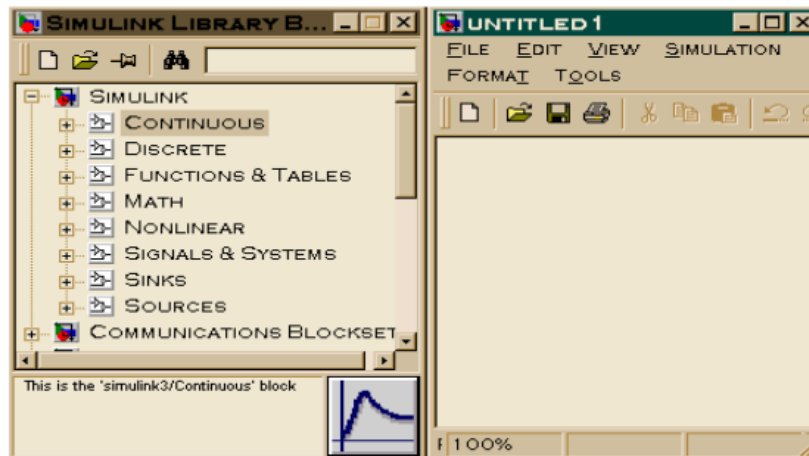 SIMULINK LIBRARY B...
SIMULINK
CONTINUOUS
DISCRETE
FUNCTIONS & TABLES
MATH
NONLINEAR
SIGNALS & SYSTEMS
SINKS
SOURCES
COMMUNICATIONS BLOCKSET
This is the 'simulink3/Continuous' block
UNTITLED1
FILE EDIT VIEW SIMULATION
FORMAT TOOLS
100%